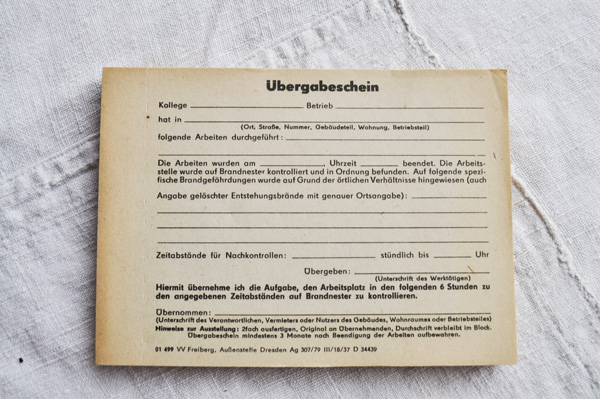 Übergabeschein
Kollege Betrieb
hat in
(Ort, Straße, Nummer, Gebäudeteil, Wohnung, Betriebsteil)
folgende Arbeiten durchgeführt:
Die Arbeiten wurden am , Uhrzeit beendet. Die Arbeits-
stelle wurde auf Brandnester kontrolliert und in Ordnung befunden. Auf folgende spezi-
fische Brandgefährdungen wurde auf Grund der örtlichen Verhältnisse hingewiesen (auch
Angabe gelöschter Entstehungsbrände mit genauer Ortsangabe):
Zeitabstände für Nachkontrollen: stündlich bis Uhr
Übergeben:
(Unterschrift des Werktätigen)
Hiermit übernehme ich die Aufgabe, den Arbeitsplatz in den folgenden 6 Stunden zu
den angegebenen Zeitabständen auf Brandnester zu kontrollieren.
Übernommen:
(Unterschrift des Verantwortlichen, Vermieters oder Nutzers des Gebäudes, Wohnraumes oder Betriebsteiles)
Hinweise zur Ausstellung: 2fach ausfertigen, Original an Übernehmenden, Durchschrift verbleibt im Block.
Übergabeschein mindestens 3 Monate nach Beendigung der Arbeiten aufbewahren.
01 499 VV Freiberg, Außenstelle Dresden Ag 307/79 III/18/37 D 34439